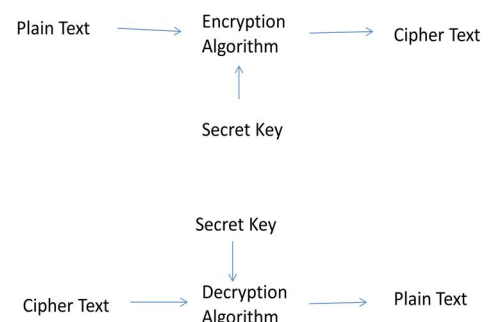 Plain Text
Encryption
Algorithm
Cipher Text
Secret Key
Secret Key
Cipher Text
Decryption
Algorithm
Plain Text